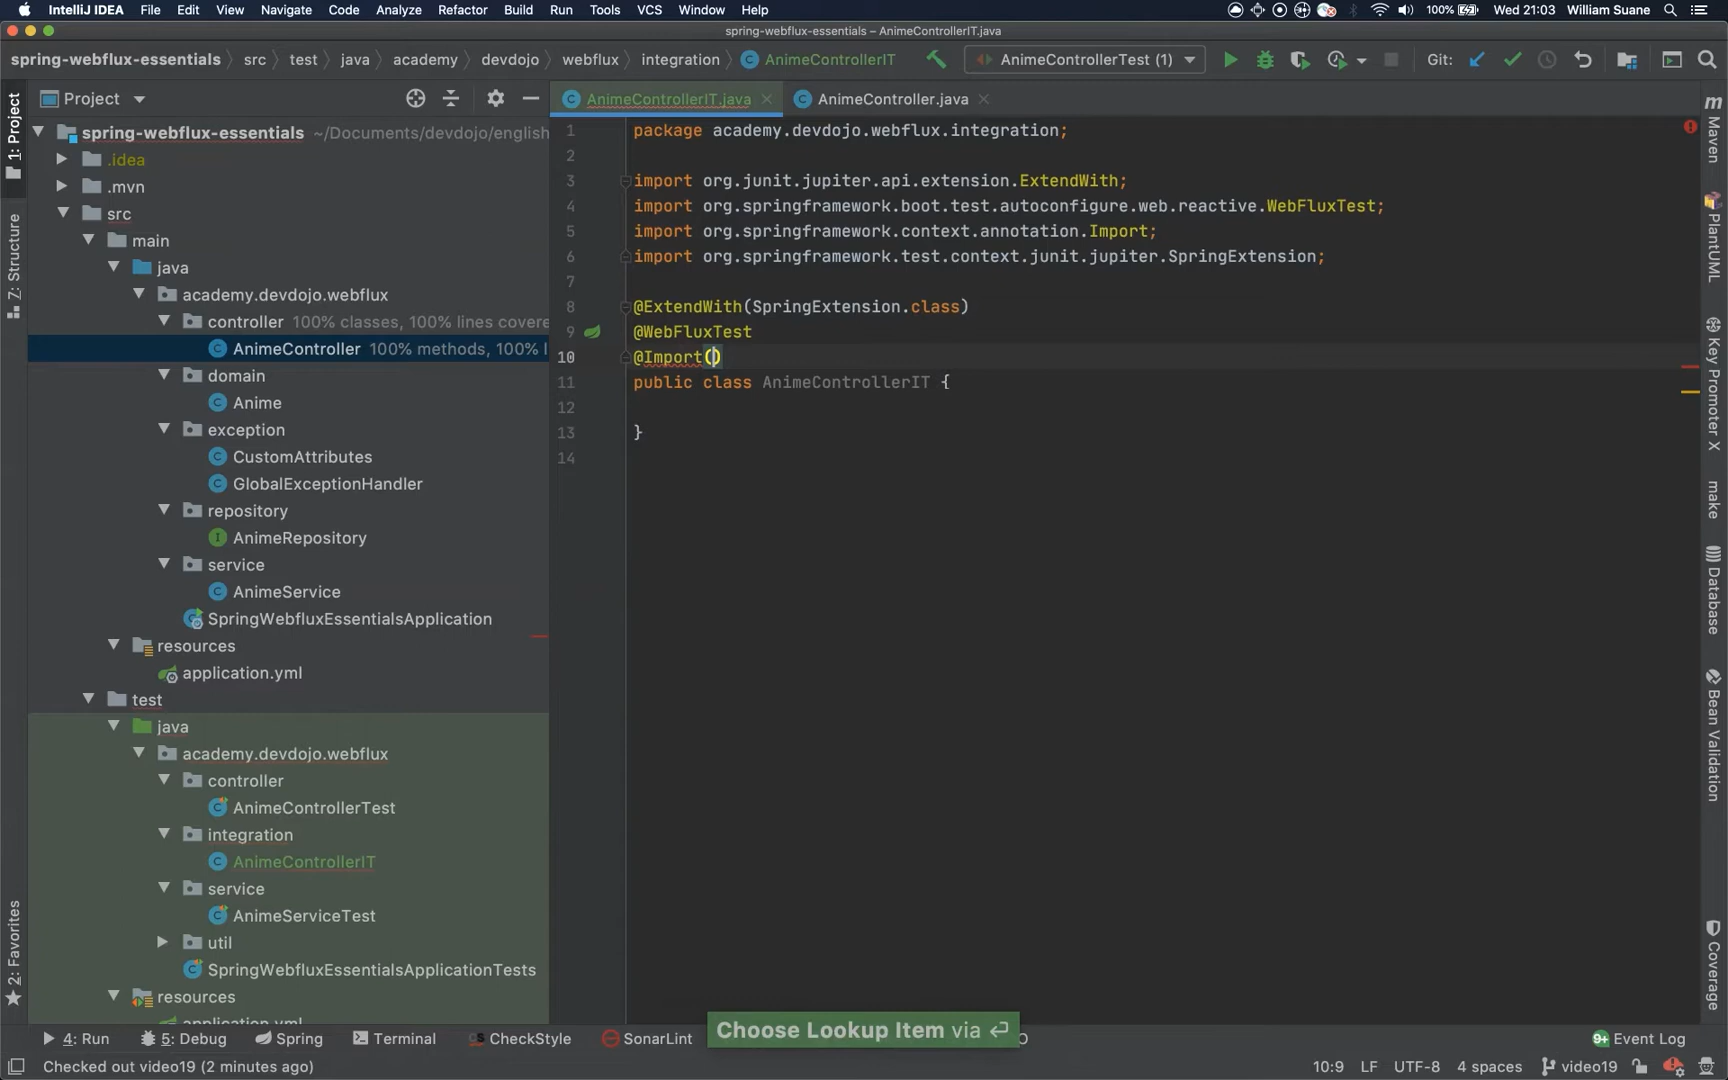 IntelliJ IDEA File Edit View Navigate Code Analyze Refactor Build Run Tools VCS Window Help 100% Wed 21:03 William Suane
spring-webflux-essentials – AnimeControllerIT.java
spring-webflux-essentials src test java academy devdojo webflux integration AnimeControllerIT AnimeControllerTest (1) Git:
Project
AnimeControllerIT.java AnimeController.java
spring-webflux-essentials ~/Documents/devdojo/english
.idea
.mvn
src
main
java
academy.devdojo.webflux
controller 100% classes, 100% lines covere
AnimeController 100% methods, 100% l
domain
Anime
exception
CustomAttributes
GlobalExceptionHandler
repository
AnimeRepository
service
AnimeService
SpringWebfluxEssentialsApplication
resources
application.yml
test
java
academy.devdojo.webflux
controller
AnimeControllerTest
integration
AnimeControllerIT
service
AnimeServiceTest
util
SpringWebfluxEssentialsApplicationTests
resources
application.yml
1 package academy.devdojo.webflux.integration;
2
3 import org.junit.jupiter.api.extension.ExtendWith;
4 import org.springframework.boot.test.autoconfigure.web.reactive.WebFluxTest;
5 import org.springframework.context.annotation.Import;
6 import org.springframework.test.context.junit.jupiter.SpringExtension;
7
8 @ExtendWith(SpringExtension.class)
9 @WebFluxTest
10 @Import()
11 public class AnimeControllerIT {
12
13 }
14
1: Project
Z: Structure
2: Favorites
Maven
PlantUML
Key Promoter X
make
Database
Bean Validation
Coverage
Choose Lookup Item via ⏎
4: Run 5: Debug Spring Terminal CheckStyle SonarLint 9+ Event Log
Checked out video19 (2 minutes ago) 10:9 LF UTF-8 4 spaces video19